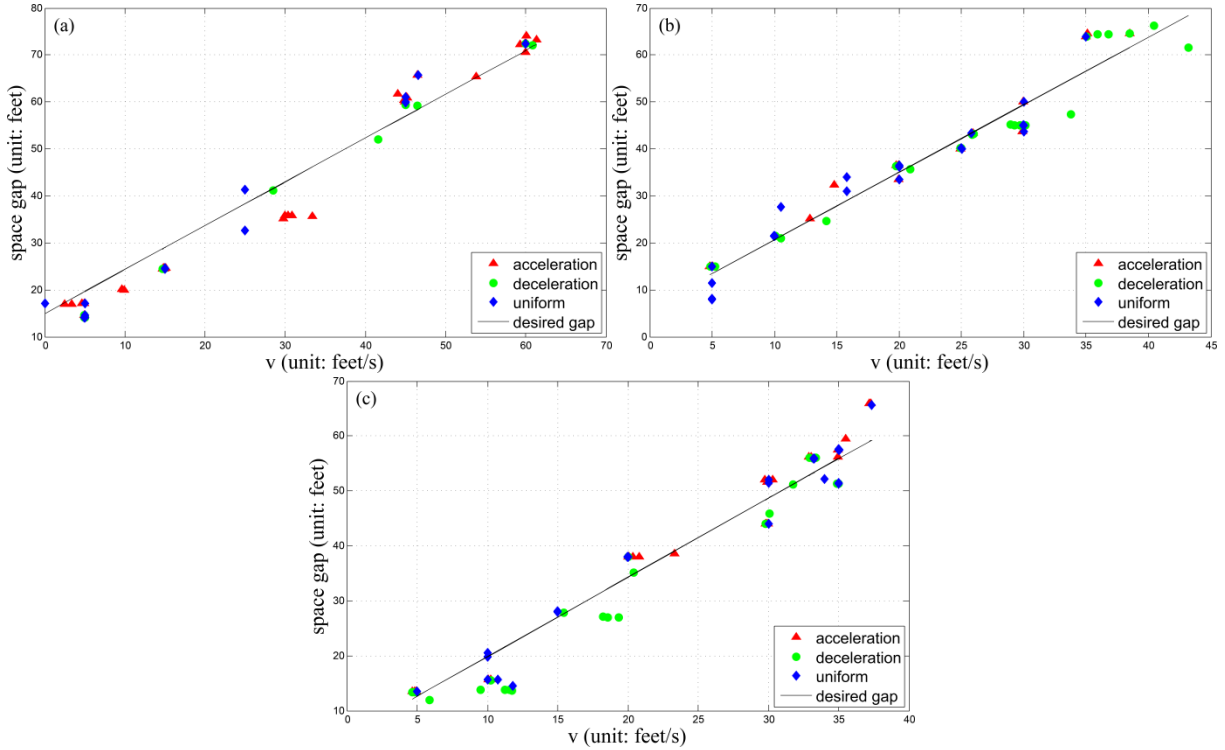 (a)
80
70
60
50
40
30
20
10
space gap (unit: feet)
0
10
20
30
40
50
60
70
v (unit: feet/s)
acceleration
deceleration
uniform
desired gap
(b)
70
60
50
40
30
20
10
0
space gap (unit: feet)
0
5
10
15
20
25
30
35
40
45
v (unit: feet/s)
acceleration
deceleration
uniform
desired gap
(c)
70
60
50
40
30
20
10
space gap (unit: feet)
0
5
10
15
20
25
30
35
40
v (unit: feet/s)
acceleration
deceleration
uniform
desired gap